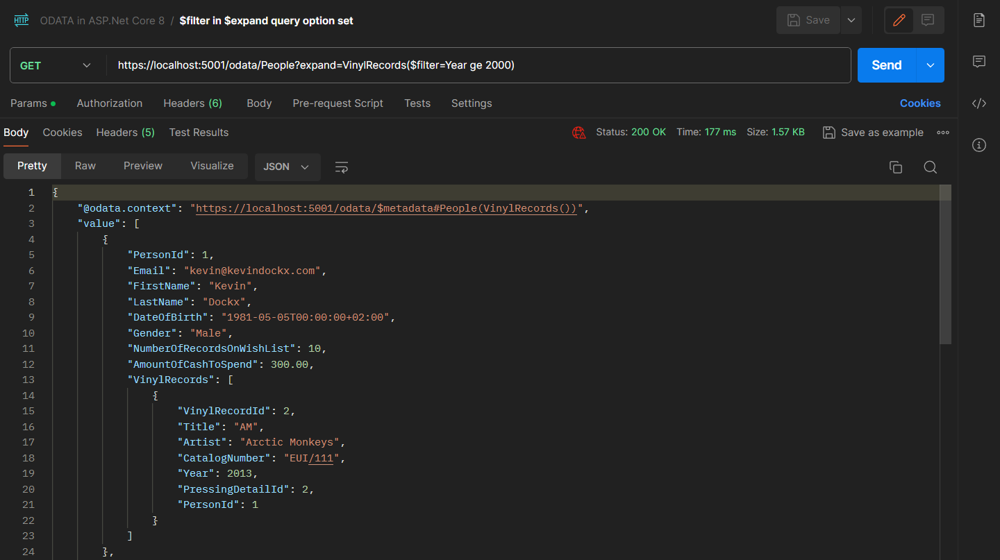 HTTP ODATA in ASP.Net Core 8 / $filter in $expand query option set Save
GET https://localhost:5001/odata/People?expand=VinylRecords($filter=Year ge 2000) Send
Params Authorization Headers (6) Body Pre-request Script Tests Settings Cookies
Body Cookies Headers (5) Test Results Status: 200 OK Time: 177 ms Size: 1.57 KB Save as example
Pretty Raw Preview Visualize JSON
1 {
2 "@odata.context": "https://localhost:5001/odata/$metadata#People(VinylRecords())",
3 "value": [
4 {
5 "PersonId": 1,
6 "Email": "kevin@kevindockx.com",
7 "FirstName": "Kevin",
8 "LastName": "Dockx",
9 "DateOfBirth": "1981-05-05T00:00:00+02:00",
10 "Gender": "Male",
11 "NumberOfRecordsOnWishList": 10,
12 "AmountOfCashToSpend": 300.00,
13 "VinylRecords": [
14 {
15 "VinylRecordId": 2,
16 "Title": "AM",
17 "Artist": "Arctic Monkeys",
18 "CatalogNumber": "EUI/111",
19 "Year": 2013,
20 "PressingDetailId": 2,
21 "PersonId": 1
22 }
23 ]
24 },